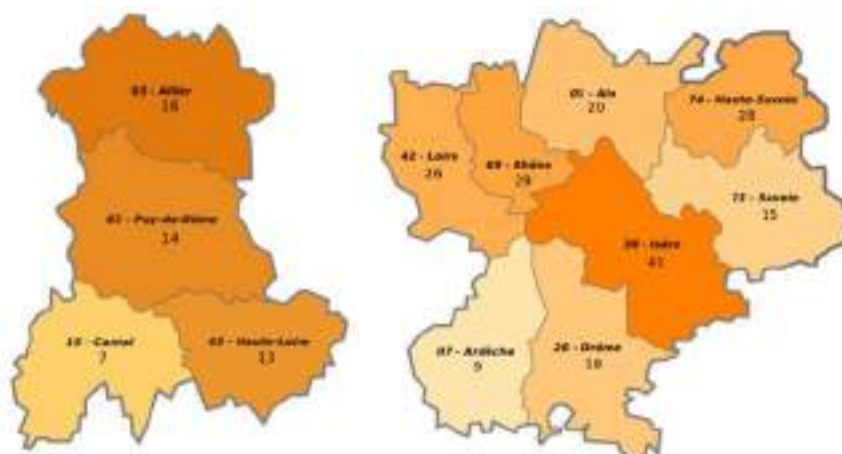 03 - Allier
16
63 - Puy-de-Dôme
14
15 - Cantal
7
43 - Haute-Loire
13
01 - Ain
20
74 - Haute-Savoie
28
42 - Loire
26
69 - Rhône
29
73 - Savoie
15
38 - Isère
41
07 - Ardèche
9
26 - Drôme
18